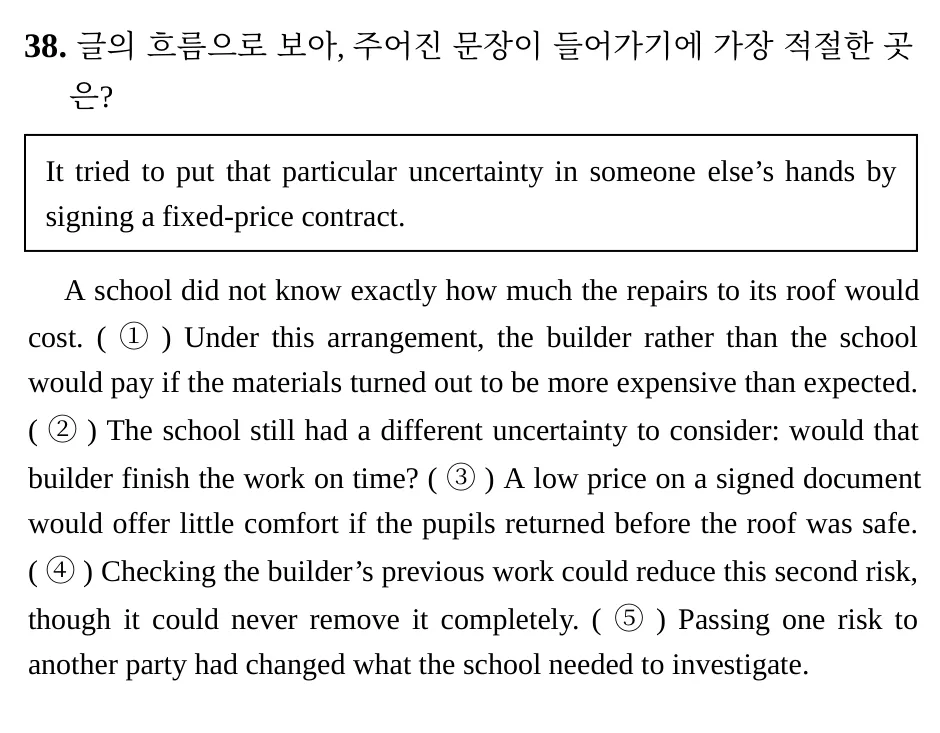 38. 글의 흐름으로 보아, 주어진 문장이 들어가기에 가장 적절한 곳
은?
It tried to put that particular uncertainty in someone else’s hands by
signing a fixed-price contract.
A school did not know exactly how much the repairs to its roof would
cost. ( ① ) Under this arrangement, the builder rather than the school
would pay if the materials turned out to be more expensive than expected.
( ② ) The school still had a different uncertainty to consider: would that
builder finish the work on time? ( ③ ) A low price on a signed document
would offer little comfort if the pupils returned before the roof was safe.
( ④ ) Checking the builder’s previous work could reduce this second risk,
though it could never remove it completely. ( ⑤ ) Passing one risk to
another party had changed what the school needed to investigate.